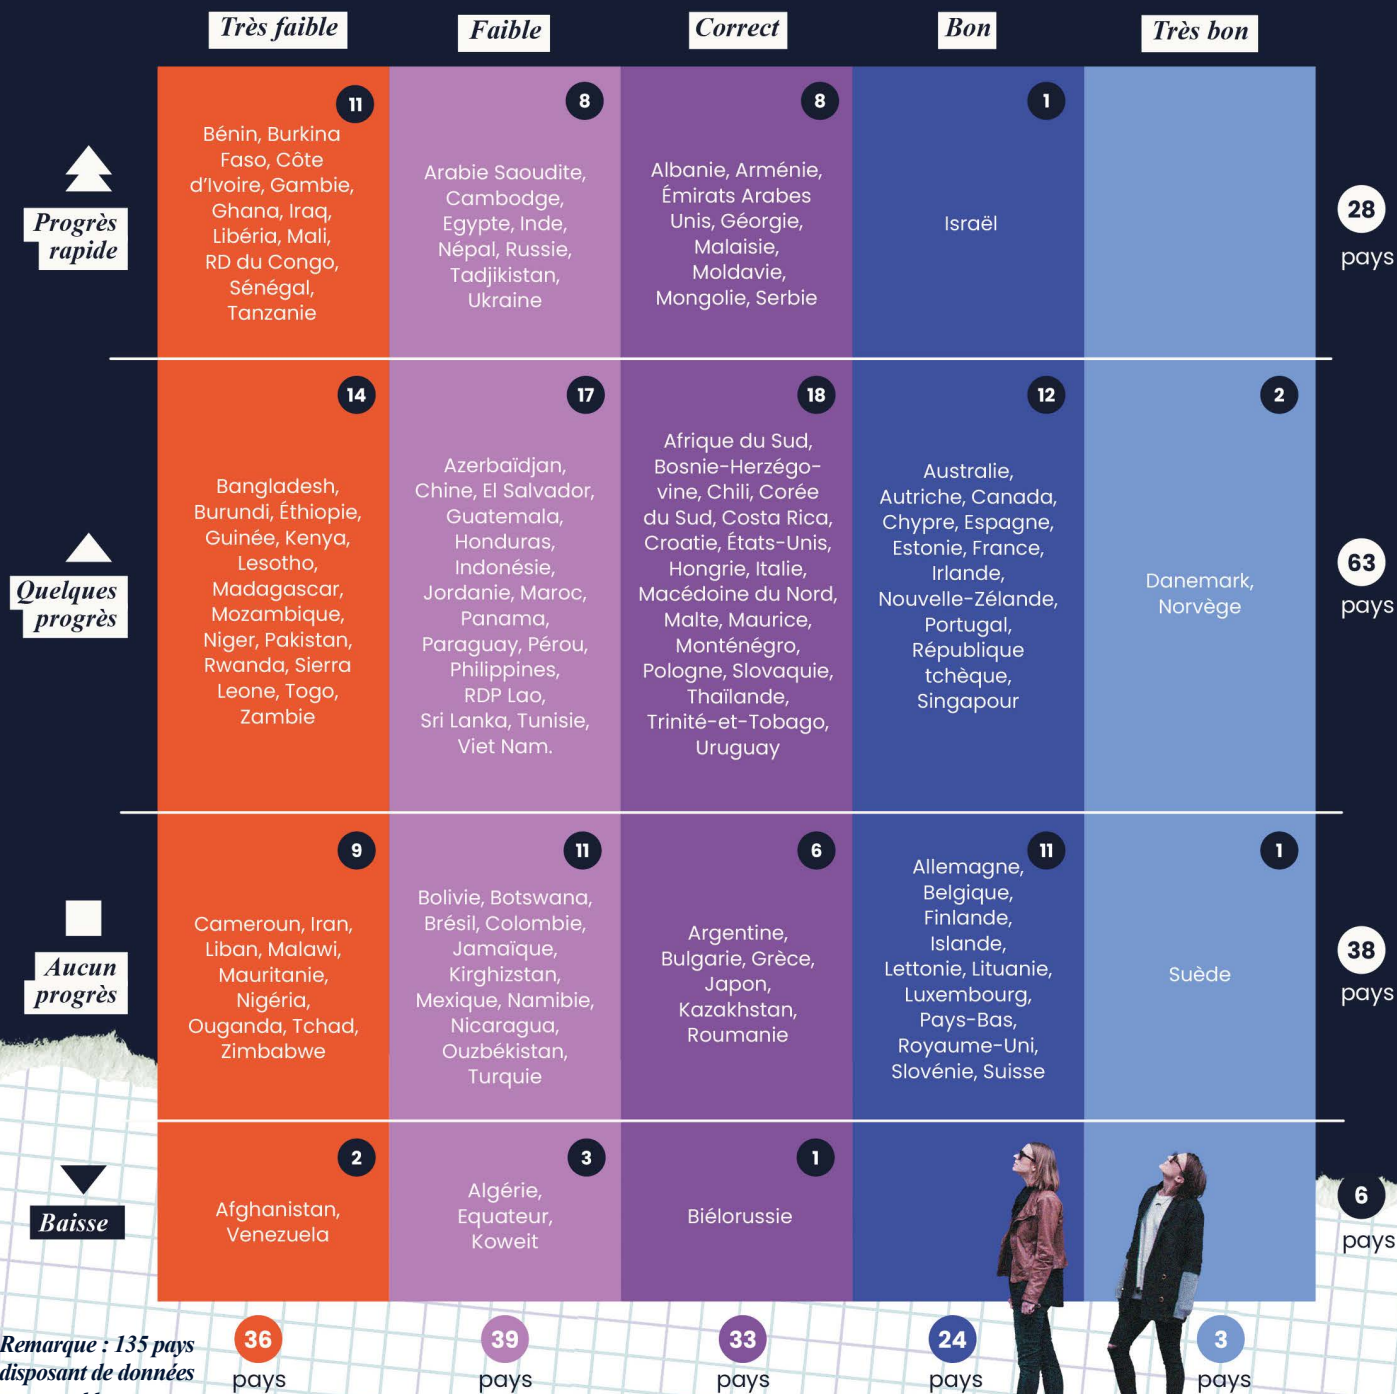 Très faible
Faible
Correct
Bon
Très bon
Progrès
rapide
11
Bénin, Burkina
Faso, Côte
d'Ivoire, Gambie,
Ghana, Iraq,
Libéria, Mali,
RD du Congo,
Sénégal,
Tanzanie
8
Arabie Saoudite,
Cambodge,
Egypte, Inde,
Népal, Russie,
Tadjikistan,
Ukraine
8
Albanie, Arménie,
Émirats Arabes
Unis, Géorgie,
Malaisie,
Moldavie,
Mongolie, Serbie
1
Israël
28
pays
Quelques
progrès
14
Bangladesh,
Burundi, Éthiopie,
Guinée, Kenya,
Lesotho,
Madagascar,
Mozambique,
Niger, Pakistan,
Rwanda, Sierra
Leone, Togo,
Zambie
17
Azerbaïdjan,
Chine, El Salvador,
Guatemala,
Honduras,
Indonésie,
Jordanie, Maroc,
Panama,
Paraguay, Pérou,
Philippines,
RDP Lao,
Sri Lanka, Tunisie,
Viet Nam.
18
Afrique du Sud,
Bosnie-Herzégo-
vine, Chili, Corée
du Sud, Costa Rica,
Croatie, États-Unis,
Hongrie, Italie,
Macédoine du Nord,
Malte, Maurice,
Monténégro,
Pologne, Slovaquie,
Thaïlande,
Trinité-et-Tobago,
Uruguay
12
Australie,
Autriche, Canada,
Chypre, Espagne,
Estonie, France,
Irlande,
Nouvelle-Zélande,
Portugal,
République
tchèque,
Singapour
2
Danemark,
Norvège
63
pays
Aucun
progrès
9
Cameroun, Iran,
Liban, Malawi,
Mauritanie,
Nigéria,
Ouganda, Tchad,
Zimbabwe
11
Bolivie, Botswana,
Brésil, Colombie,
Jamaïque,
Kirghizstan,
Mexique, Namibie,
Nicaragua,
Ouzbékistan,
Turquie
6
Argentine,
Bulgarie, Grèce,
Japon,
Kazakhstan,
Roumanie
11
Allemagne,
Belgique,
Finlande,
Islande,
Lettonie, Lituanie,
Luxembourg,
Pays-Bas,
Royaume-Uni,
Slovénie, Suisse
1
Suède
38
pays
Baisse
2
Afghanistan,
Venezuela
3
Algérie,
Equateur,
Koweit
1
Biélorussie
6
pays
Remarque : 135 pays
disposant de données
36
pays
39
pays
33
pays
24
pays
3
pays